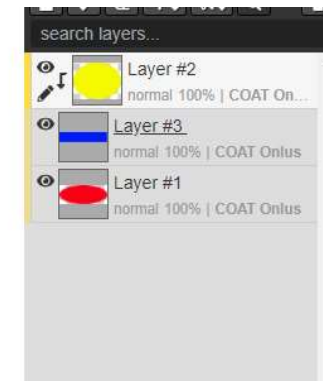 search layers...
Layer #2
normal 100% | COAT On...
Layer #3
normal 100% | COAT Onlus
Layer #1
normal 100% | COAT Onlus